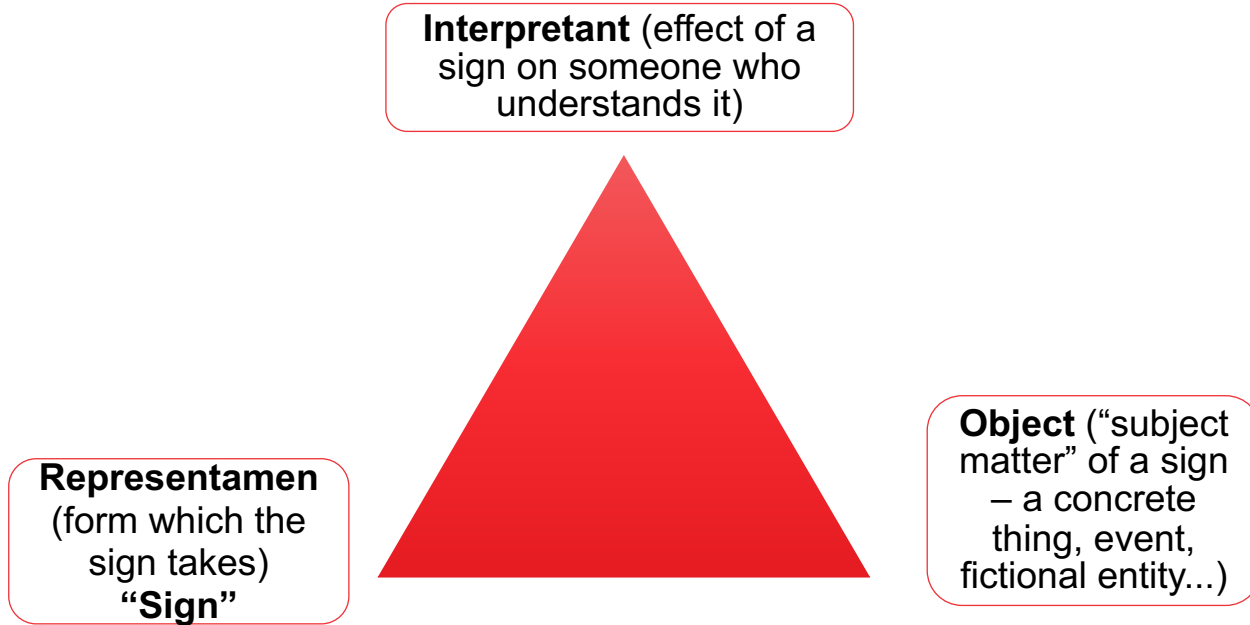 Interpretant (effect of a
sign on someone who
understands it)
Representamen
(form which the
sign takes)
“Sign”
Object (“subject
matter” of a sign
– a concrete
thing, event,
fictional entity...)